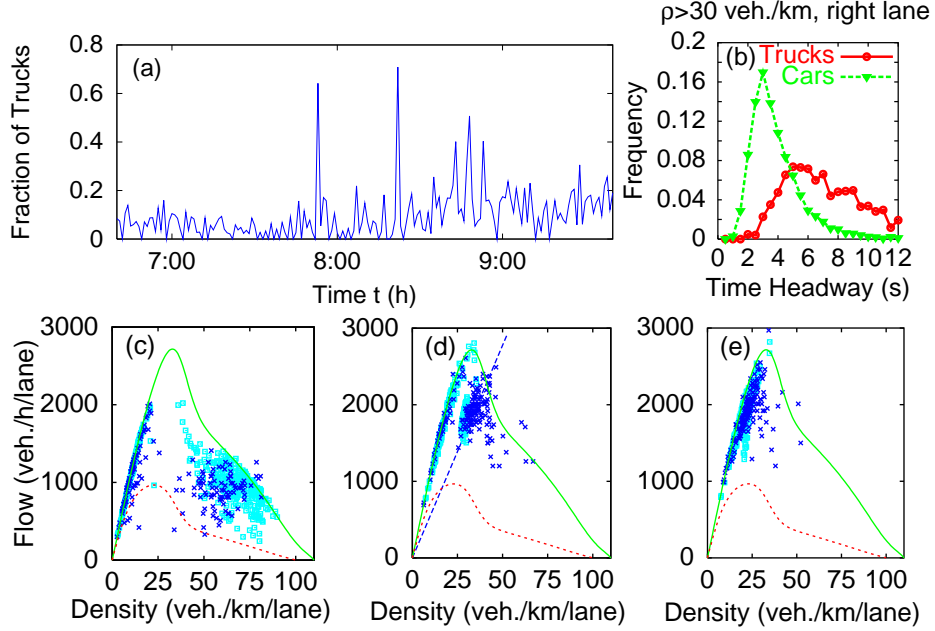 ρ>30 veh./km, right lane
(a)
Fraction of Trucks
0.8
0.6
0.4
0.2
0
7:00 8:00 9:00
Time t (h)
(b)
Trucks
Cars
Frequency
0.2
0.16
0.12
0.08
0.04
0
0 2 4 6 8 10 12
Time Headway (s)
(c)
Flow (veh./h/lane)
3000
2000
1000
0
0 25 50 75 100
Density (veh./km/lane)
(d)
3000
2000
1000
0
0 25 50 75 100
Density (veh./km/lane)
(e)
3000
2000
1000
0
0 25 50 75 100
Density (veh./km/lane)